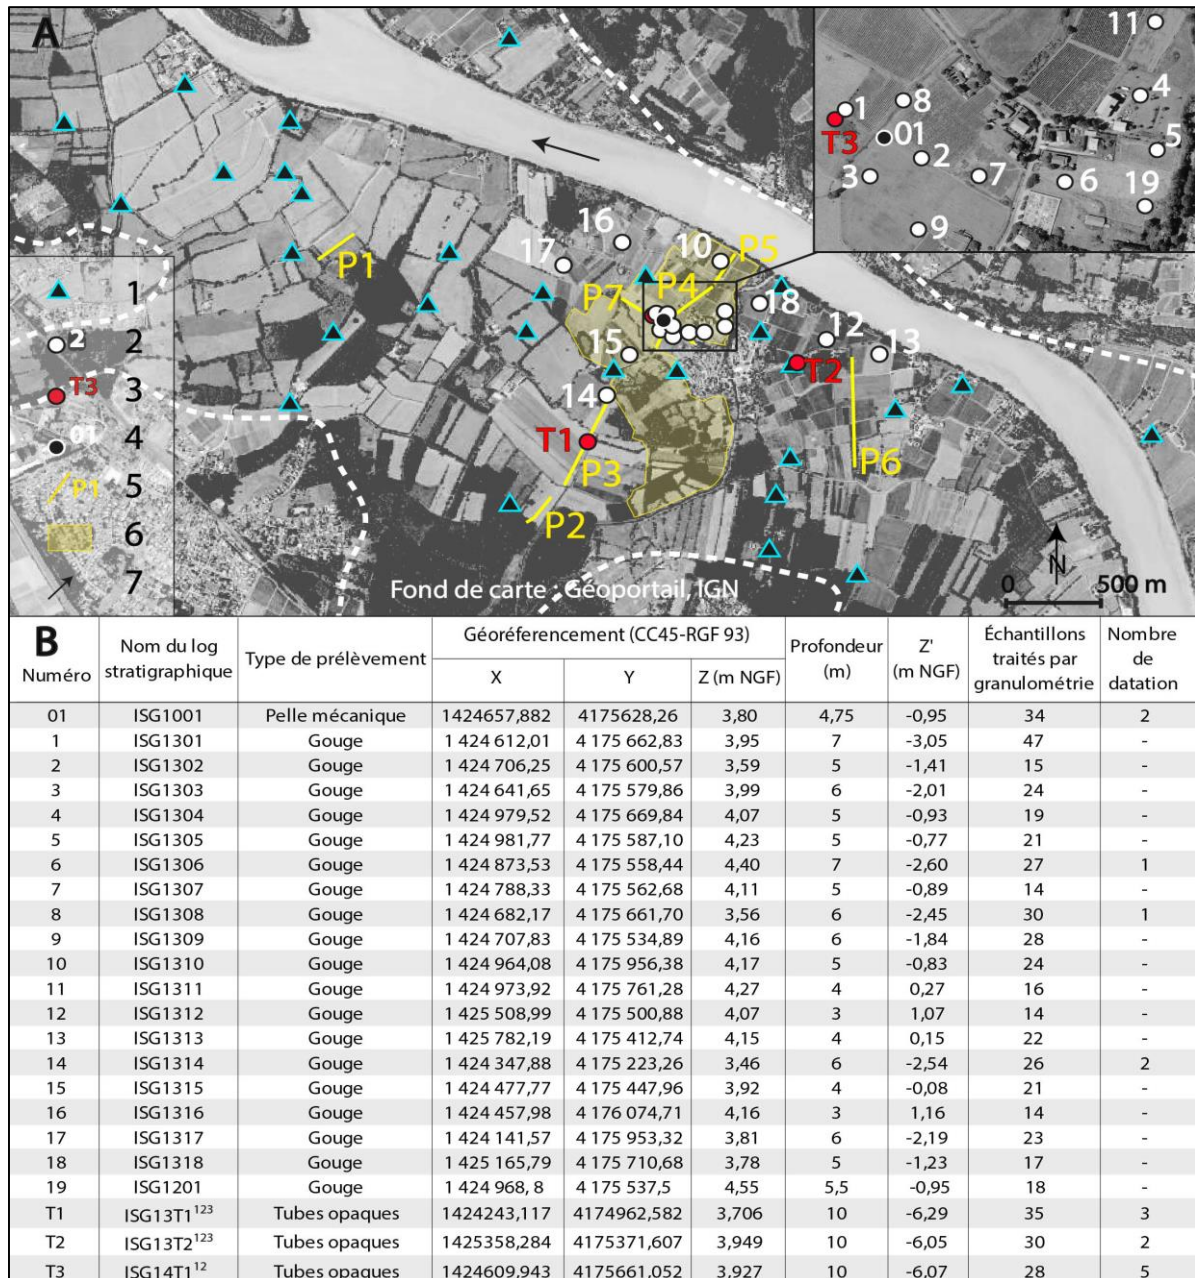 A
11
4
8
1
01
T3
5
2
7
3
6
19
9
16
17
10
P5
P1
P4
P7
18
15
12
13
T2
14
T1
P3
P6
P2
1
2 2
T3 3
01 4
P1 5
6
7
N
Fond de carte : Géoportail, IGN
0 500 m
B
Numéro | Nom du log stratigraphique | Type de prélèvement | Géoréferencement (CC45-RGF 93) | Profondeur (m) | Z' (m NGF) | Échantillons traités par granulométrie | Nombre de datation
X | Y | Z (m NGF)
01 ISG1001 Pelle mécanique 1424657,882 4175628,26 3,80 4,75 -0,95 34 2
1 ISG1301 Gouge 1 424 612,01 4 175 662,83 3,95 7 -3,05 47 -
2 ISG1302 Gouge 1 424 706,25 4 175 600,57 3,59 5 -1,41 15 -
3 ISG1303 Gouge 1 424 641,65 4 175 579,86 3,99 6 -2,01 24 -
4 ISG1304 Gouge 1 424 979,52 4 175 669,84 4,07 5 -0,93 19 -
5 ISG1305 Gouge 1 424 981,77 4 175 587,10 4,23 5 -0,77 21 -
6 ISG1306 Gouge 1 424 873,53 4 175 558,44 4,40 7 -2,60 27 1
7 ISG1307 Gouge 1 424 788,33 4 175 562,68 4,11 5 -0,89 14 -
8 ISG1308 Gouge 1 424 682,17 4 175 661,70 3,56 6 -2,45 30 1
9 ISG1309 Gouge 1 424 707,83 4 175 534,89 4,16 6 -1,84 28 -
10 ISG1310 Gouge 1 424 964,08 4 175 956,38 4,17 5 -0,83 24 -
11 ISG1311 Gouge 1 424 973,92 4 175 761,28 4,27 4 0,27 16 -
12 ISG1312 Gouge 1 425 508,99 4 175 500,88 4,07 3 1,07 14 -
13 ISG1313 Gouge 1 425 782,19 4 175 412,74 4,15 4 0,15 22 -
14 ISG1314 Gouge 1 424 347,88 4 175 223,26 3,46 6 -2,54 26 2
15 ISG1315 Gouge 1 424 477,77 4 175 447,96 3,92 4 -0,08 21 -
16 ISG1316 Gouge 1 424 457,98 4 176 074,71 4,16 3 1,16 14 -
17 ISG1317 Gouge 1 424 141,57 4 175 953,32 3,81 6 -2,19 23 -
18 ISG1318 Gouge 1 425 165,79 4 175 710,68 3,78 5 -1,23 17 -
19 ISG1201 Gouge 1 424 968, 8 4 175 537,5 4,55 5,5 -0,95 18 -
T1 ISG13T1¹²³ Tubes opaques 1424243,117 4174962,582 3,706 10 -6,29 35 3
T2 ISG13T2¹²³ Tubes opaques 1425358,284 4175371,607 3,949 10 -6,05 30 2
T3 ISG14T1¹² Tubes opaques 1424609,943 4175661,052 3,927 10 -6,07 28 5